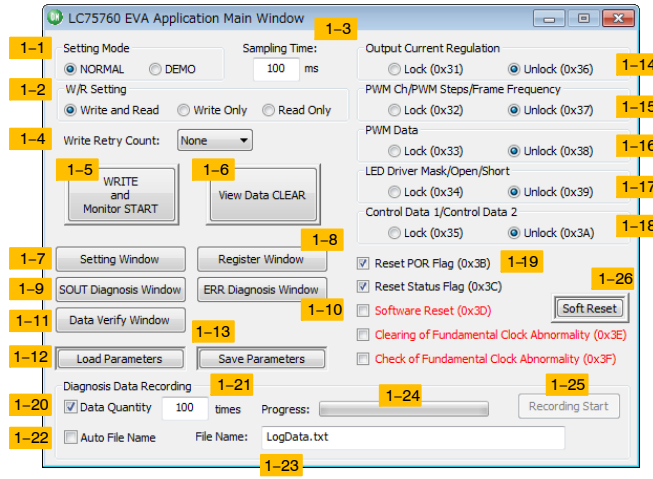 LC75760 EVA Application Main Window
1–3
1–1
Setting Mode
Sampling Time:
Output Current Regulation
NORMAL
DEMO
100
ms
Lock (0x31)
Unlock (0x36)
1–14
1–2
W/R Setting
PWM Ch/PWM Steps/Frame Frequency
Write and Read
Write Only
Read Only
Lock (0x32)
Unlock (0x37)
1–15
1–4
Write Retry Count:
None
PWM Data
Lock (0x33)
Unlock (0x38)
1–16
1–5
1–6
LED Driver Mask/Open/Short
WRITE
and
Monitor START
View Data CLEAR
Lock (0x34)
Unlock (0x39)
1–17
Control Data 1/Control Data 2
Lock (0x35)
Unlock (0x3A)
1–18
1–8
1–7
Setting Window
Register Window
Reset POR Flag (0x3B)
1–19
1–9
SOUT Diagnosis Window
ERR Diagnosis Window
Reset Status Flag (0x3C)
1–26
1–10
Software Reset (0x3D)
Soft Reset
1–11
Data Verify Window
1–13
Clearing of Fundamental Clock Abnormality (0x3E)
1–12
Load Parameters
Save Parameters
Check of Fundamental Clock Abnormality (0x3F)
Diagnosis Data Recording
1–21
1–24
1–25
1–20
Data Quantity
100
times
Progress:
Recording Start
1–22
Auto File Name
File Name:
LogData.txt
1–23